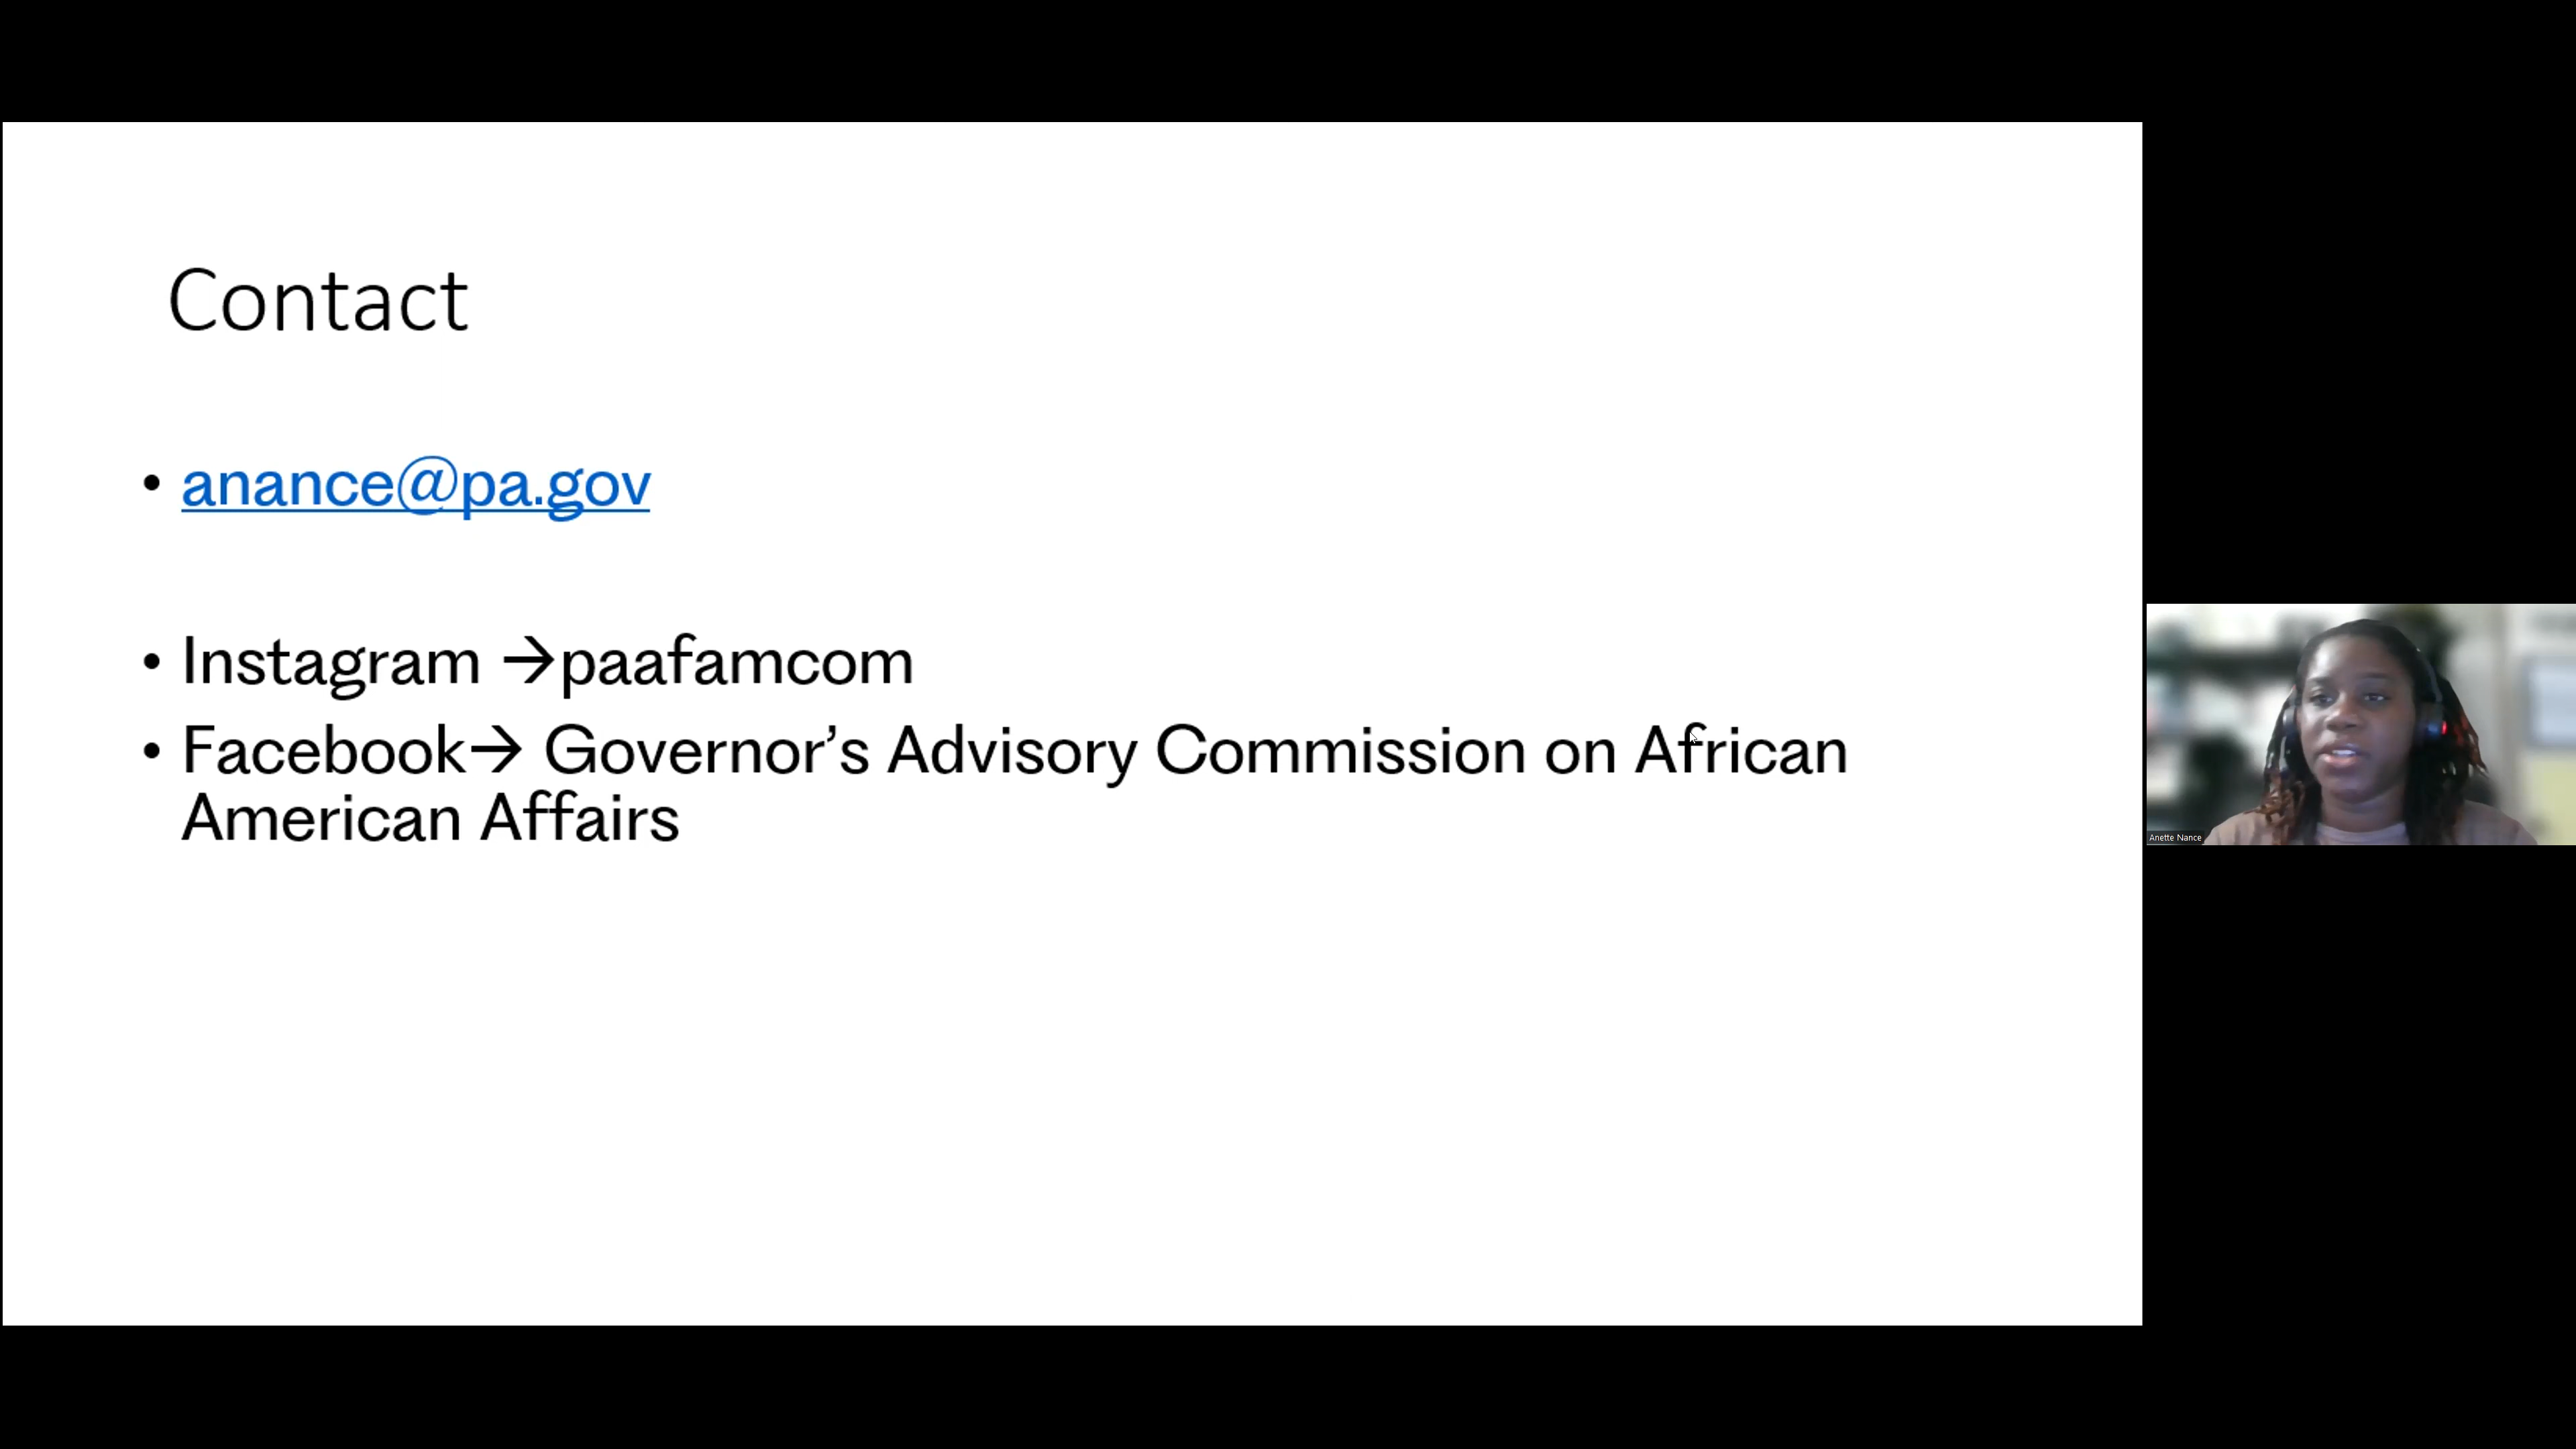 Contact
• anance@pa.gov
• Instagram →paafamcom
• Facebook→ Governor’s Advisory Commission on African
American Affairs
Anette Nance